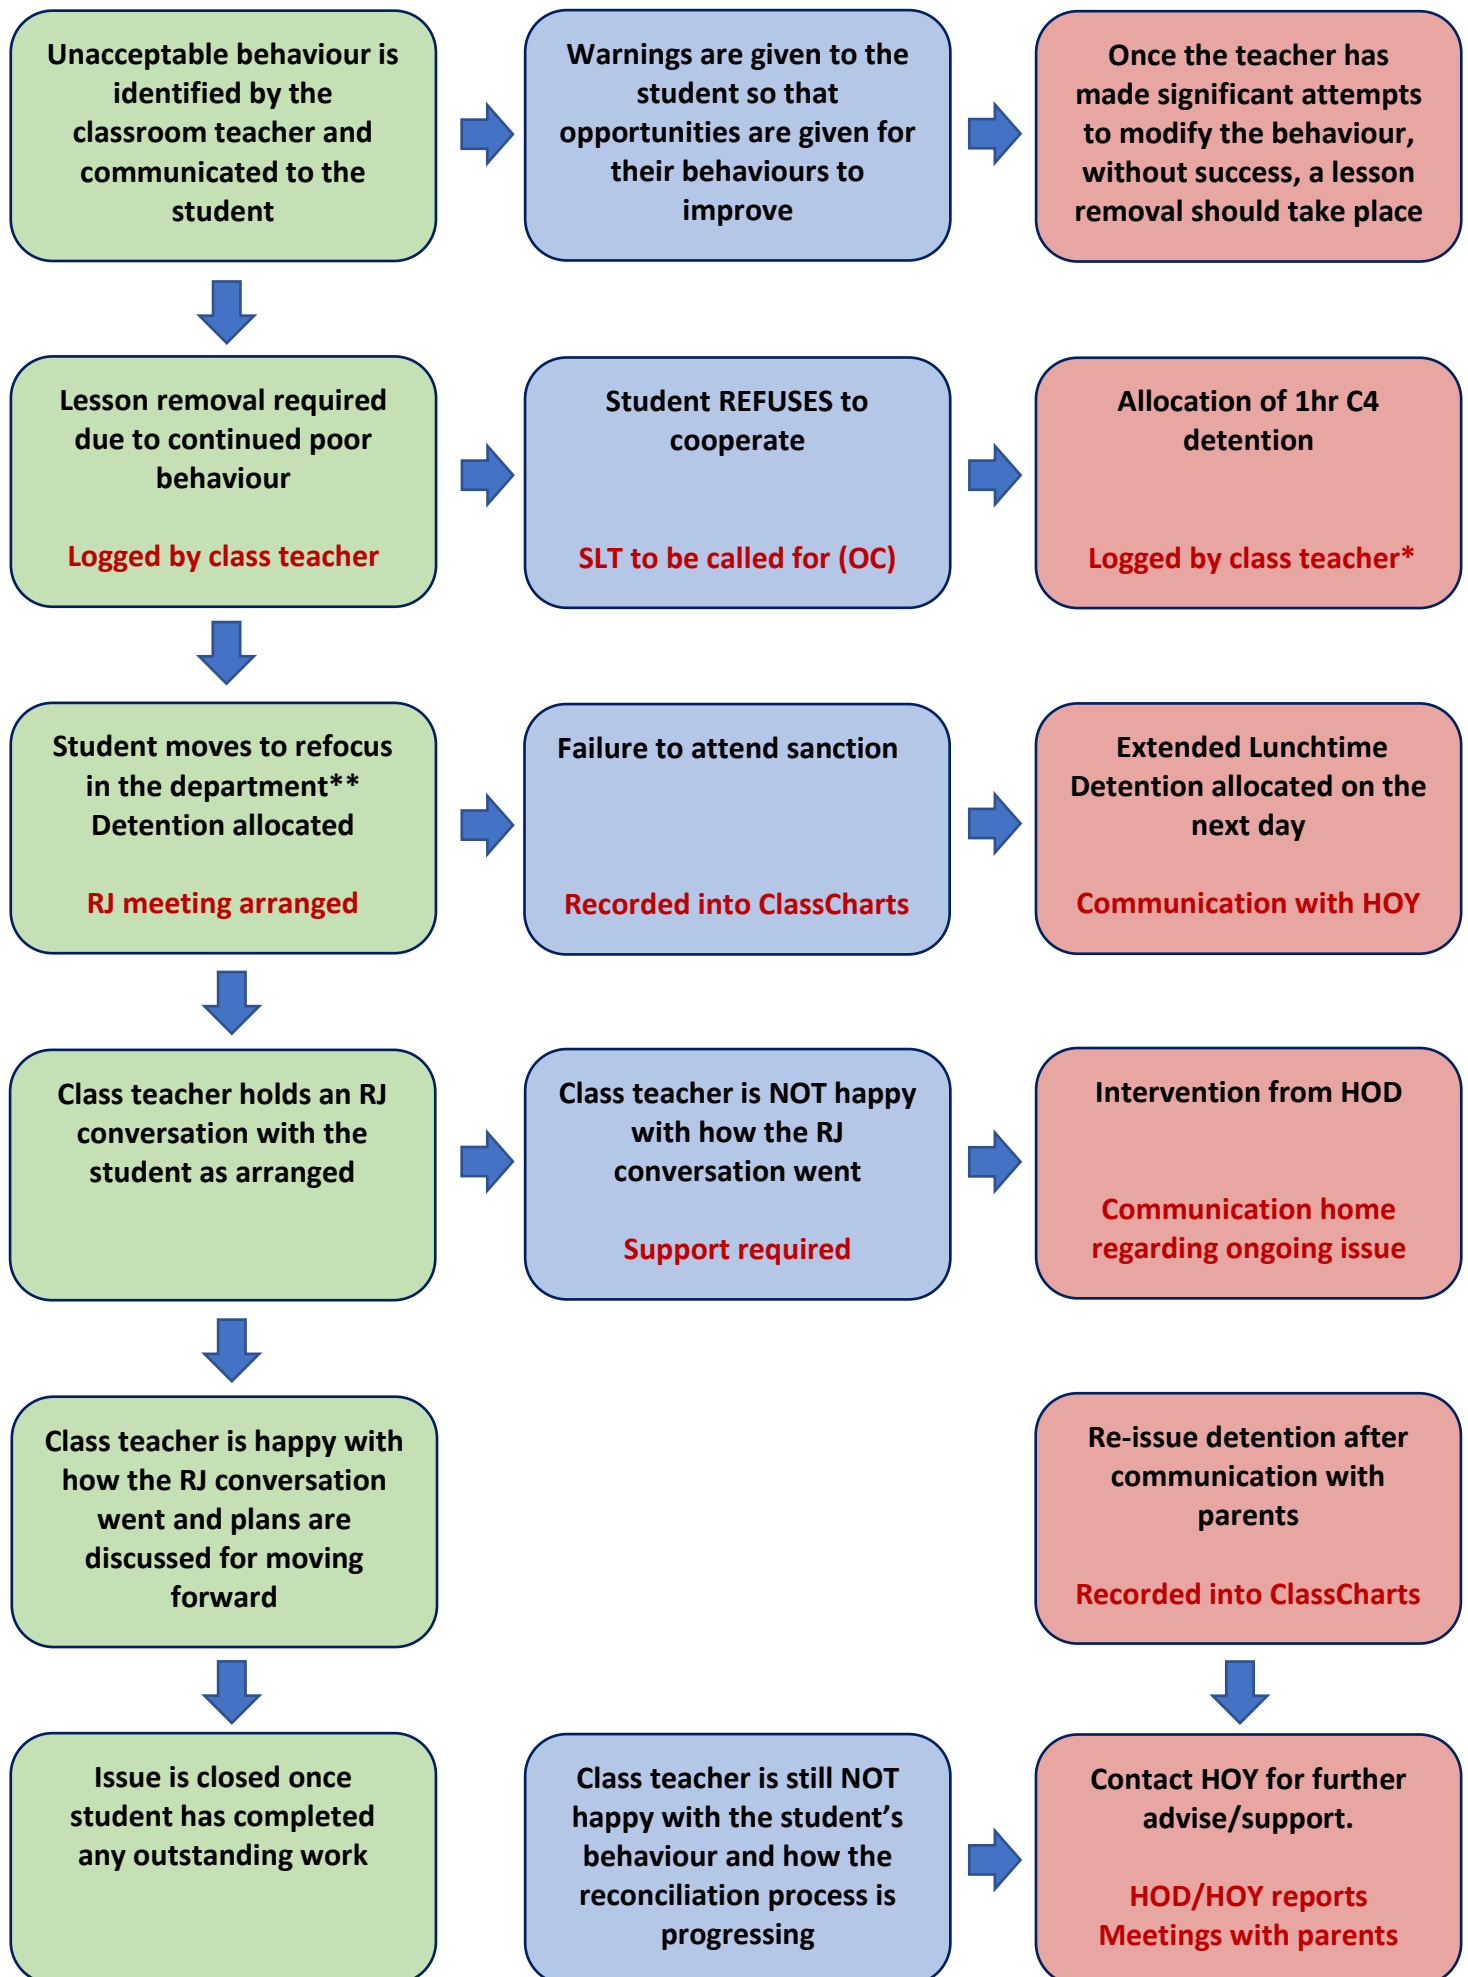 Unacceptable behaviour is
identified by the
classroom teacher and
communicated to the
student
Warnings are given to the
student so that
opportunities are given for
their behaviours to
improve
Once the teacher has
made significant attempts
to modify the behaviour,
without success, a lesson
removal should take place
Lesson removal required
due to continued poor
behaviour
Logged by class teacher
Student REFUSES to
cooperate
SLT to be called for (OC)
Allocation of 1hr C4
detention
Logged by class teacher*
Student moves to refocus
in the department**
Detention allocated
RJ meeting arranged
Failure to attend sanction
Recorded into ClassCharts
Extended Lunchtime
Detention allocated on the
next day
Communication with HOY
Class teacher holds an RJ
conversation with the
student as arranged
Class teacher is NOT happy
with how the RJ
conversation went
Support required
Intervention from HOD
Communication home
regarding ongoing issue
Class teacher is happy with
how the RJ conversation
went and plans are
discussed for moving
forward
Re-issue detention after
communication with
parents
Recorded into ClassCharts
Issue is closed once
student has completed
any outstanding work
Class teacher is still NOT
happy with the student’s
behaviour and how the
reconciliation process is
progressing
Contact HOY for further
advise/support.
HOD/HOY reports
Meetings with parents